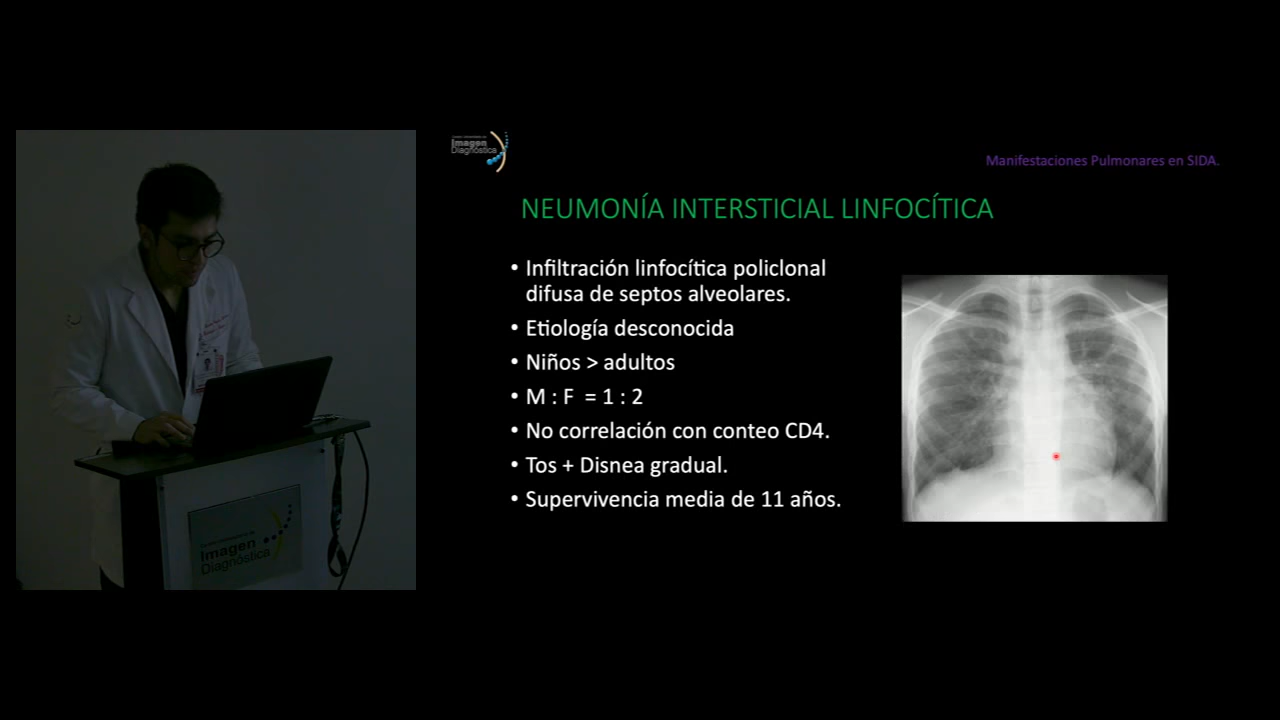 Imagen
Diagnóstica
Manifestaciones Pulmonares en SIDA.
NEUMONÍA INTERSTICIAL LINFOCÍTICA
• Infiltración linfocítica policlonal
difusa de septos alveolares.
• Etiología desconocida
• Niños > adultos
• M : F = 1 : 2
• No correlación con conteo CD4.
• Tos + Disnea gradual.
• Supervivencia media de 11 años.
Imagen
Diagnóstica